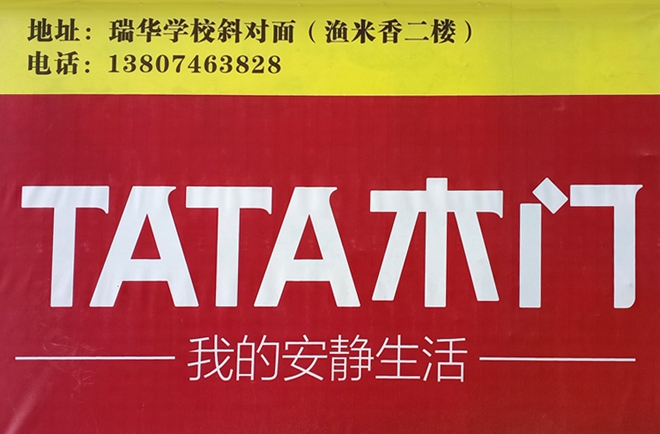 地址：瑞华学校斜对面（渔米香二楼）
电话：13807463828
TATA木门
我的安静生活